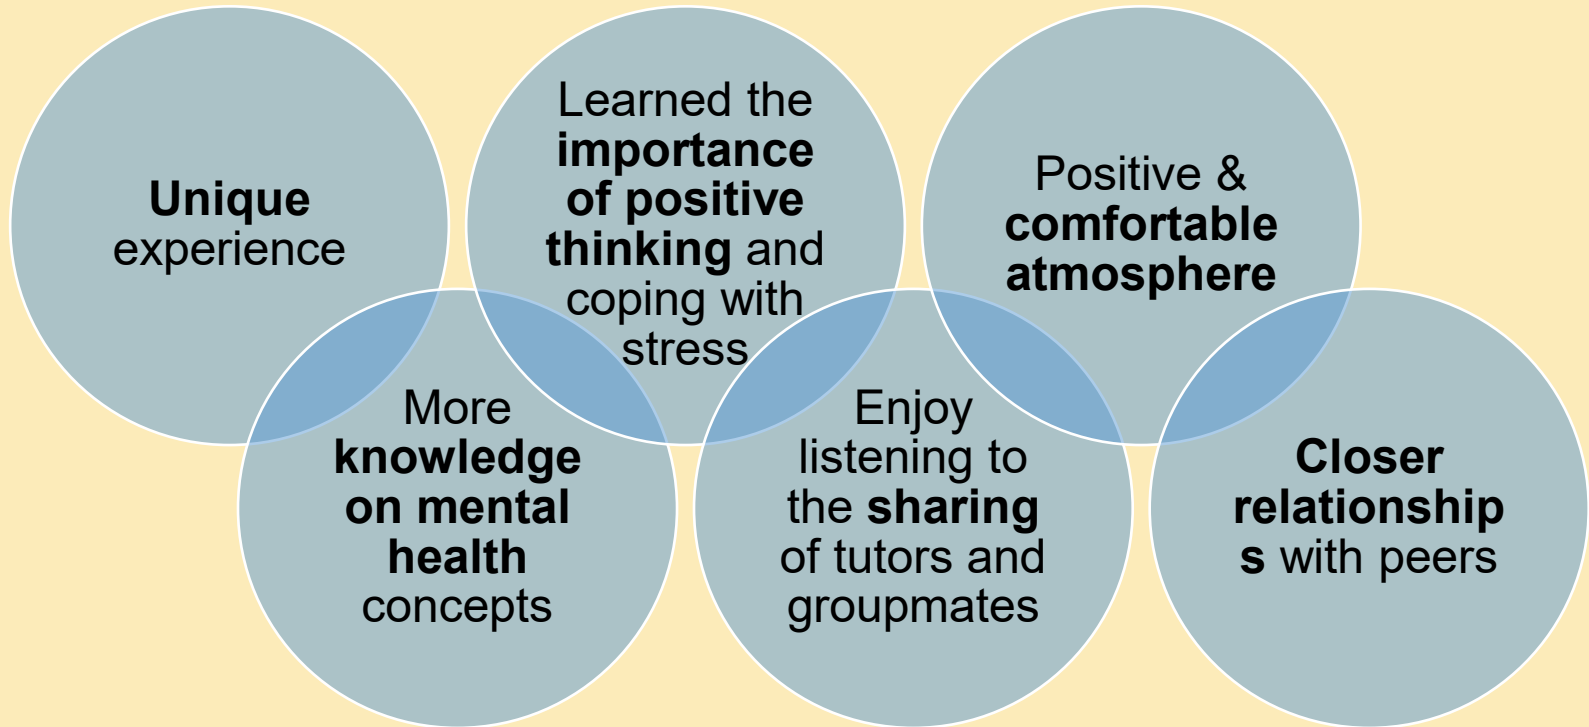 Unique
experience
More
knowledge
on mental
health
concepts
Learned the
importance
of positive
thinking and
coping with
stress
Enjoy
listening to
the sharing
of tutors and
groupmates
Positive &
comfortable
atmosphere
Closer
relationship
s with peers